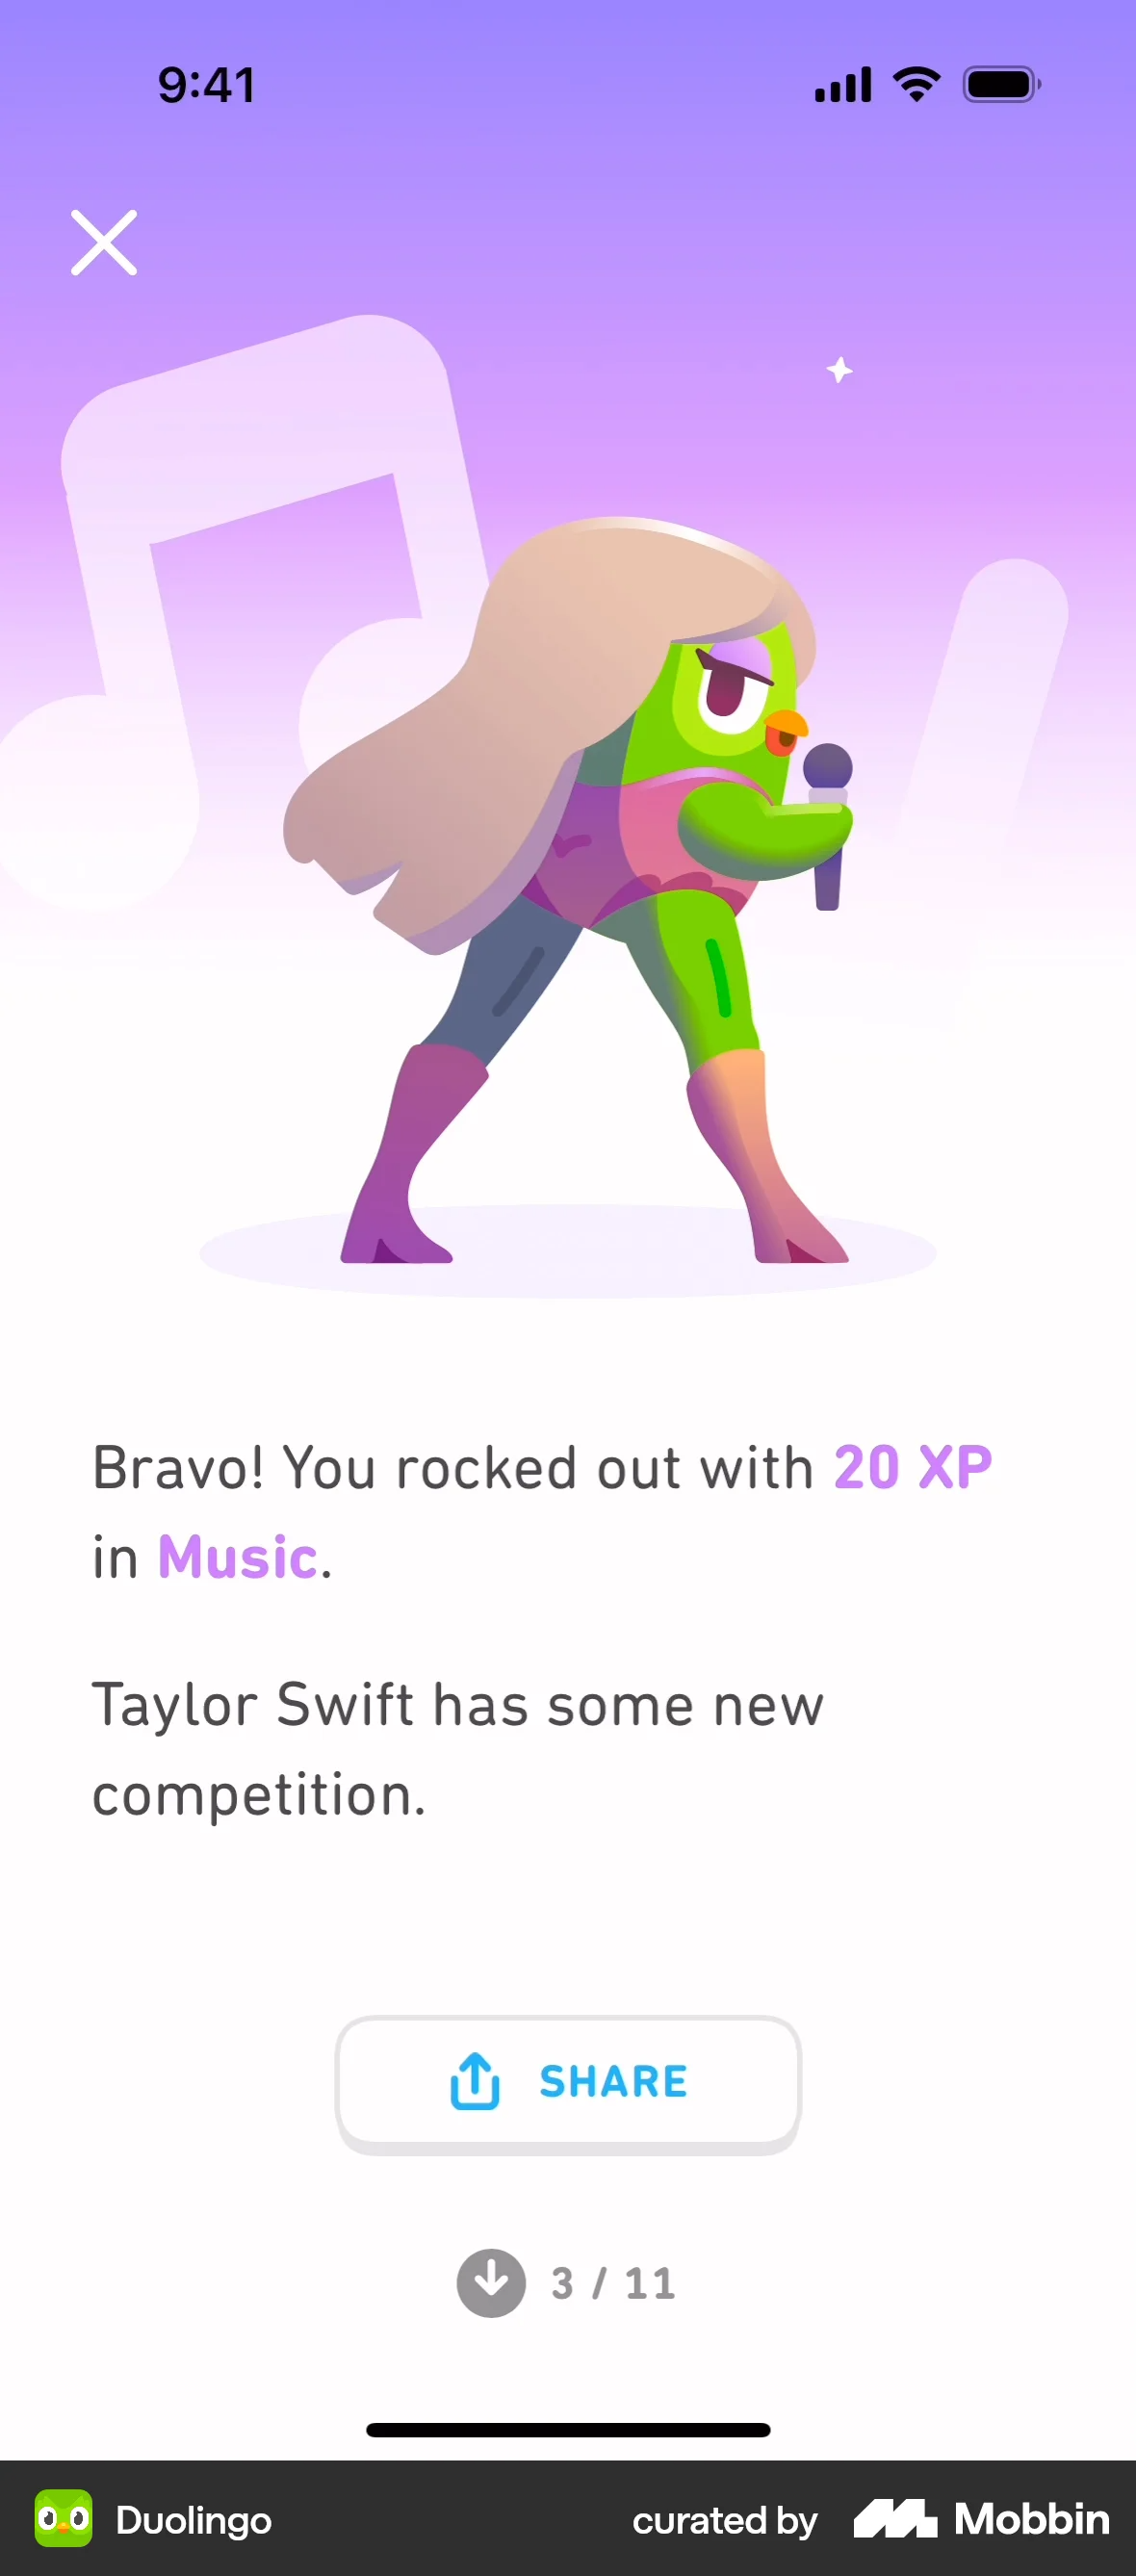 9:41
Bravo! You rocked out with 20 XP
in Music.
Taylor Swift has some new
competition.
SHARE
3 / 11
Duolingo
curated by Mobbin